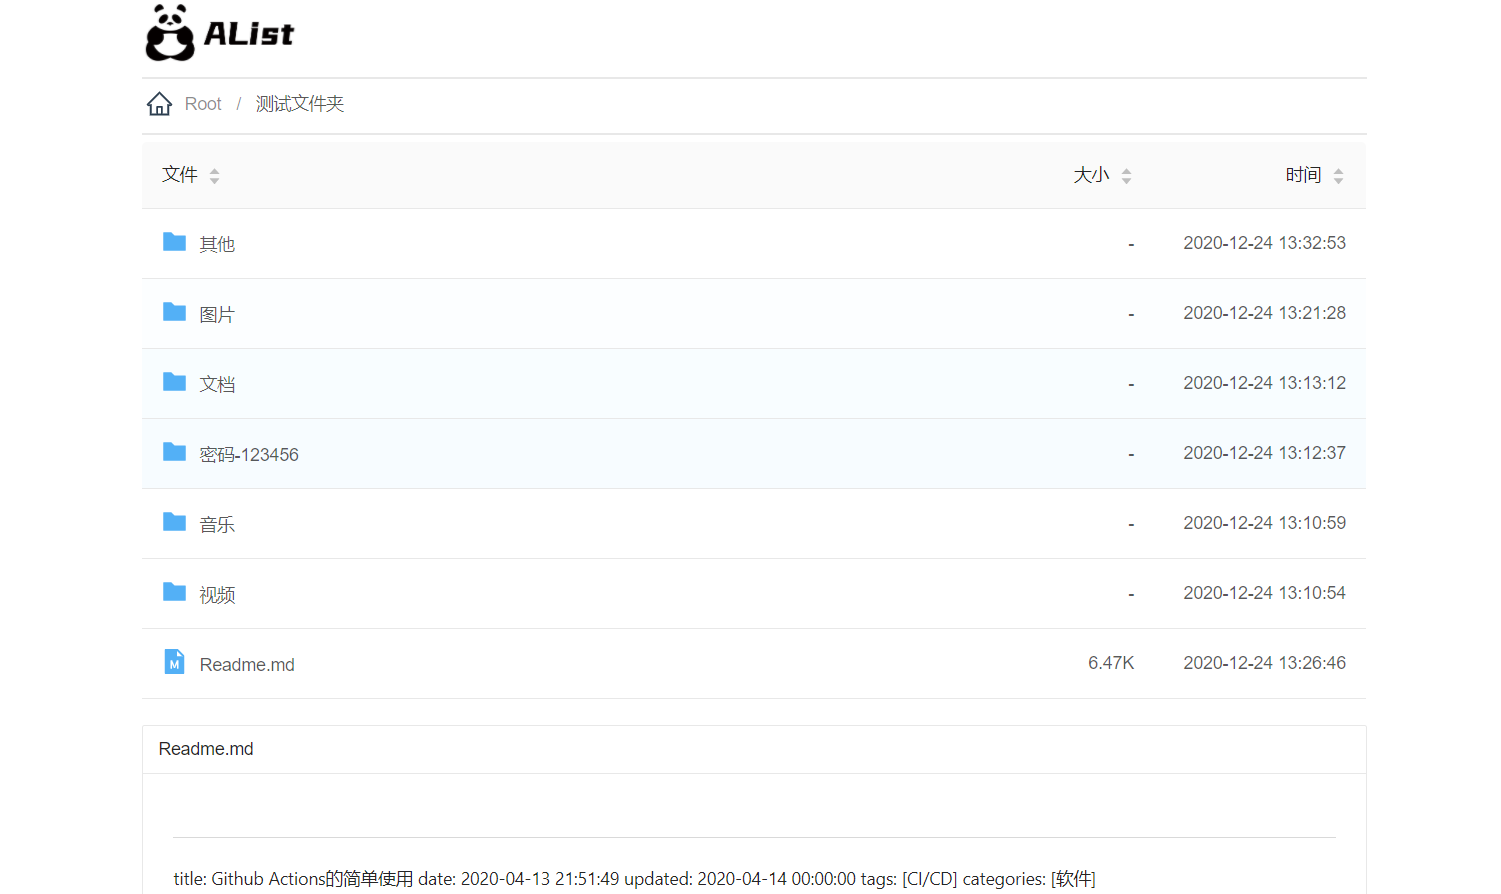 AList
Root / 测试文件夹
文件 大小 时间
其他 - 2020-12-24 13:32:53
图片 - 2020-12-24 13:21:28
文档 - 2020-12-24 13:13:12
密码-123456 - 2020-12-24 13:12:37
音乐 - 2020-12-24 13:10:59
视频 - 2020-12-24 13:10:54
M Readme.md 6.47K 2020-12-24 13:26:46
Readme.md
title: Github Actions的简单使用 date: 2020-04-13 21:51:49 updated: 2020-04-14 00:00:00 tags: [CI/CD] categories: [软件]